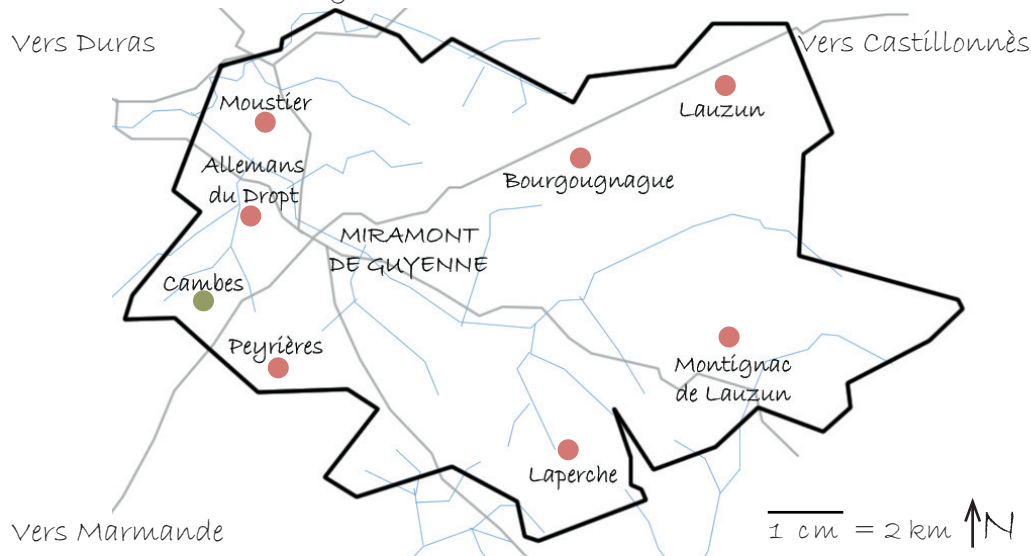 Vers Duras
Vers Castillonnès
Moustier
Lauzun
Allemans
du Dropt
Bourgougnague
MIRAMONT
DE GUYENNE
Cambes
Peyrières
Montignac
de Lauzun
Laperche
Vers Marmande
1 cm = 2 km N